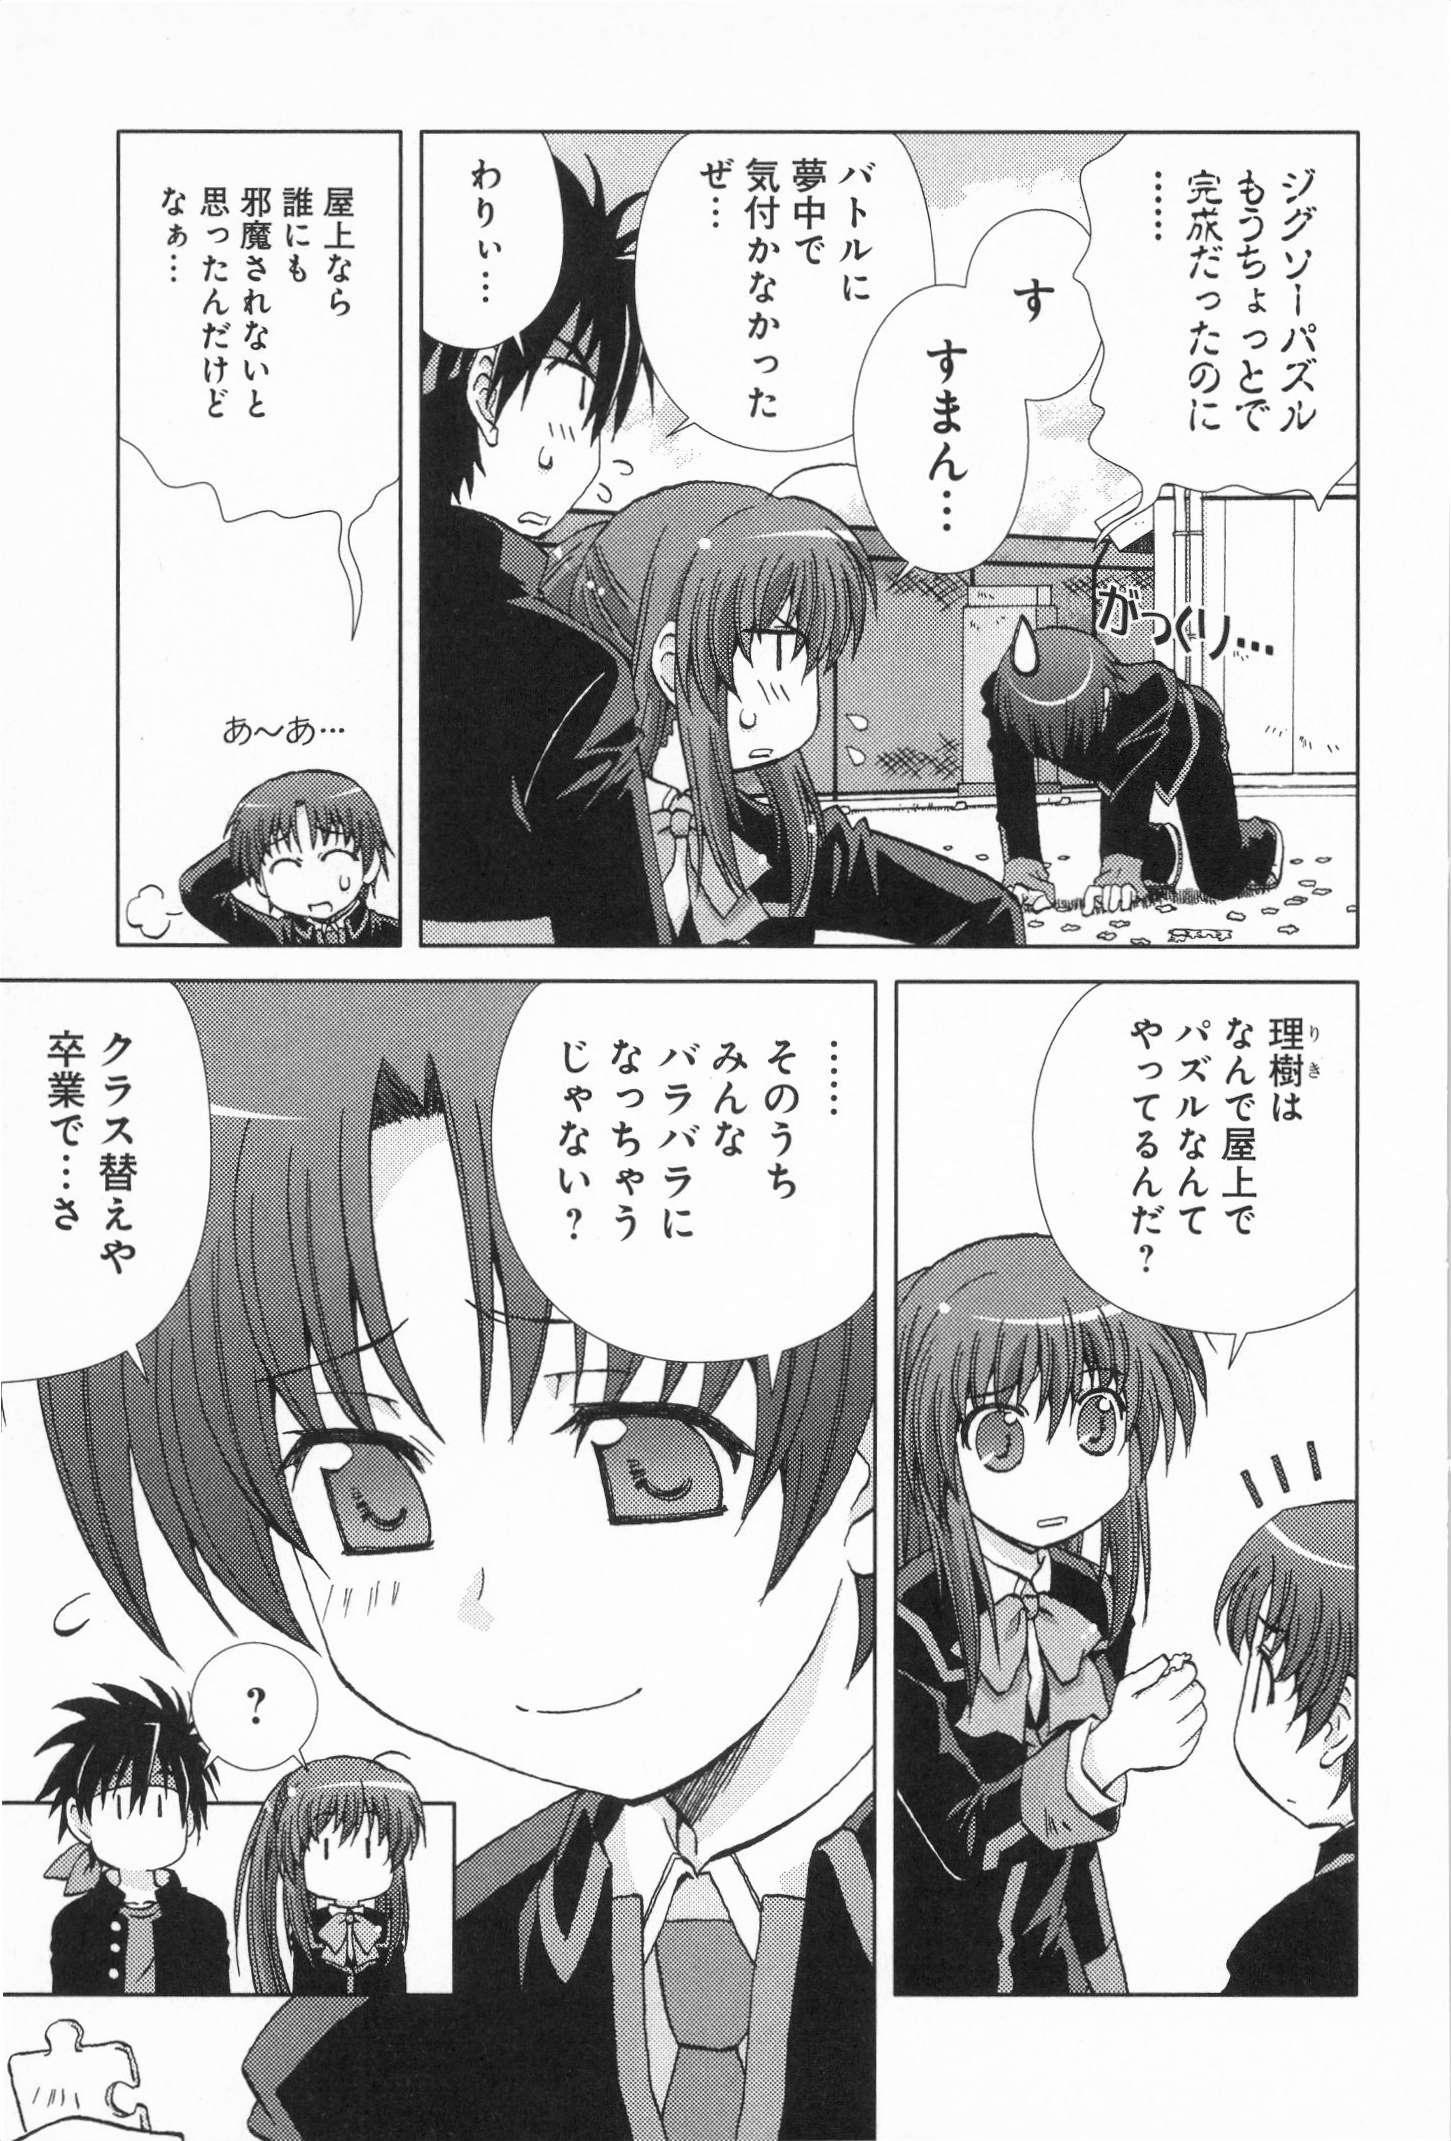 ジグソーパズル
もうちょっとで
完成だったのに
……
す
すまん…
バトルに
夢中で
気付かなかった
ぜ…
わりぃ…
がっくり…
屋上なら
誰にも
邪魔されないと
思ったんだけど
なぁ…
あ～あ…
理樹は
りき
なんで屋上で
パズルなんて
やってるんだ?
……
そのうち
みんな
バラバラに
なっちゃう
じゃない?
クラス替えや
卒業で…さ
?